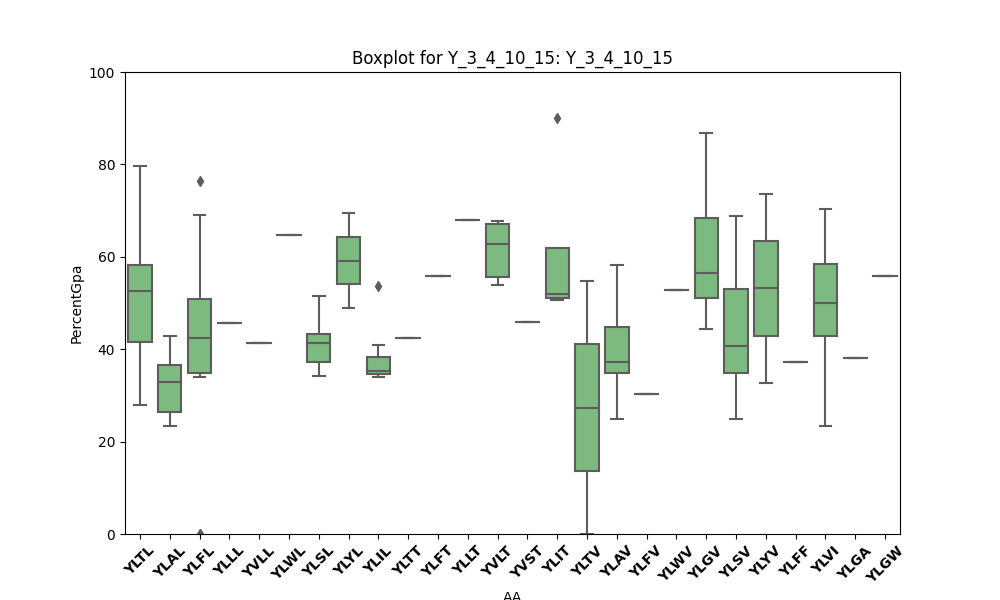 Boxplot for Y_3_4_10_15: Y_3_4_10_15
100
80
60
40
20
0
PercentGpa
YLTL YLAL YLFL YLLL YVLL YLWL YLSL YLYL YLIL YLTT YLFT YLLT YVLT YVST YLIT YLTV YLAV YLFV YLWV YLGV YLSV YLYV YLFF YLVI YLGA YLGW
AA